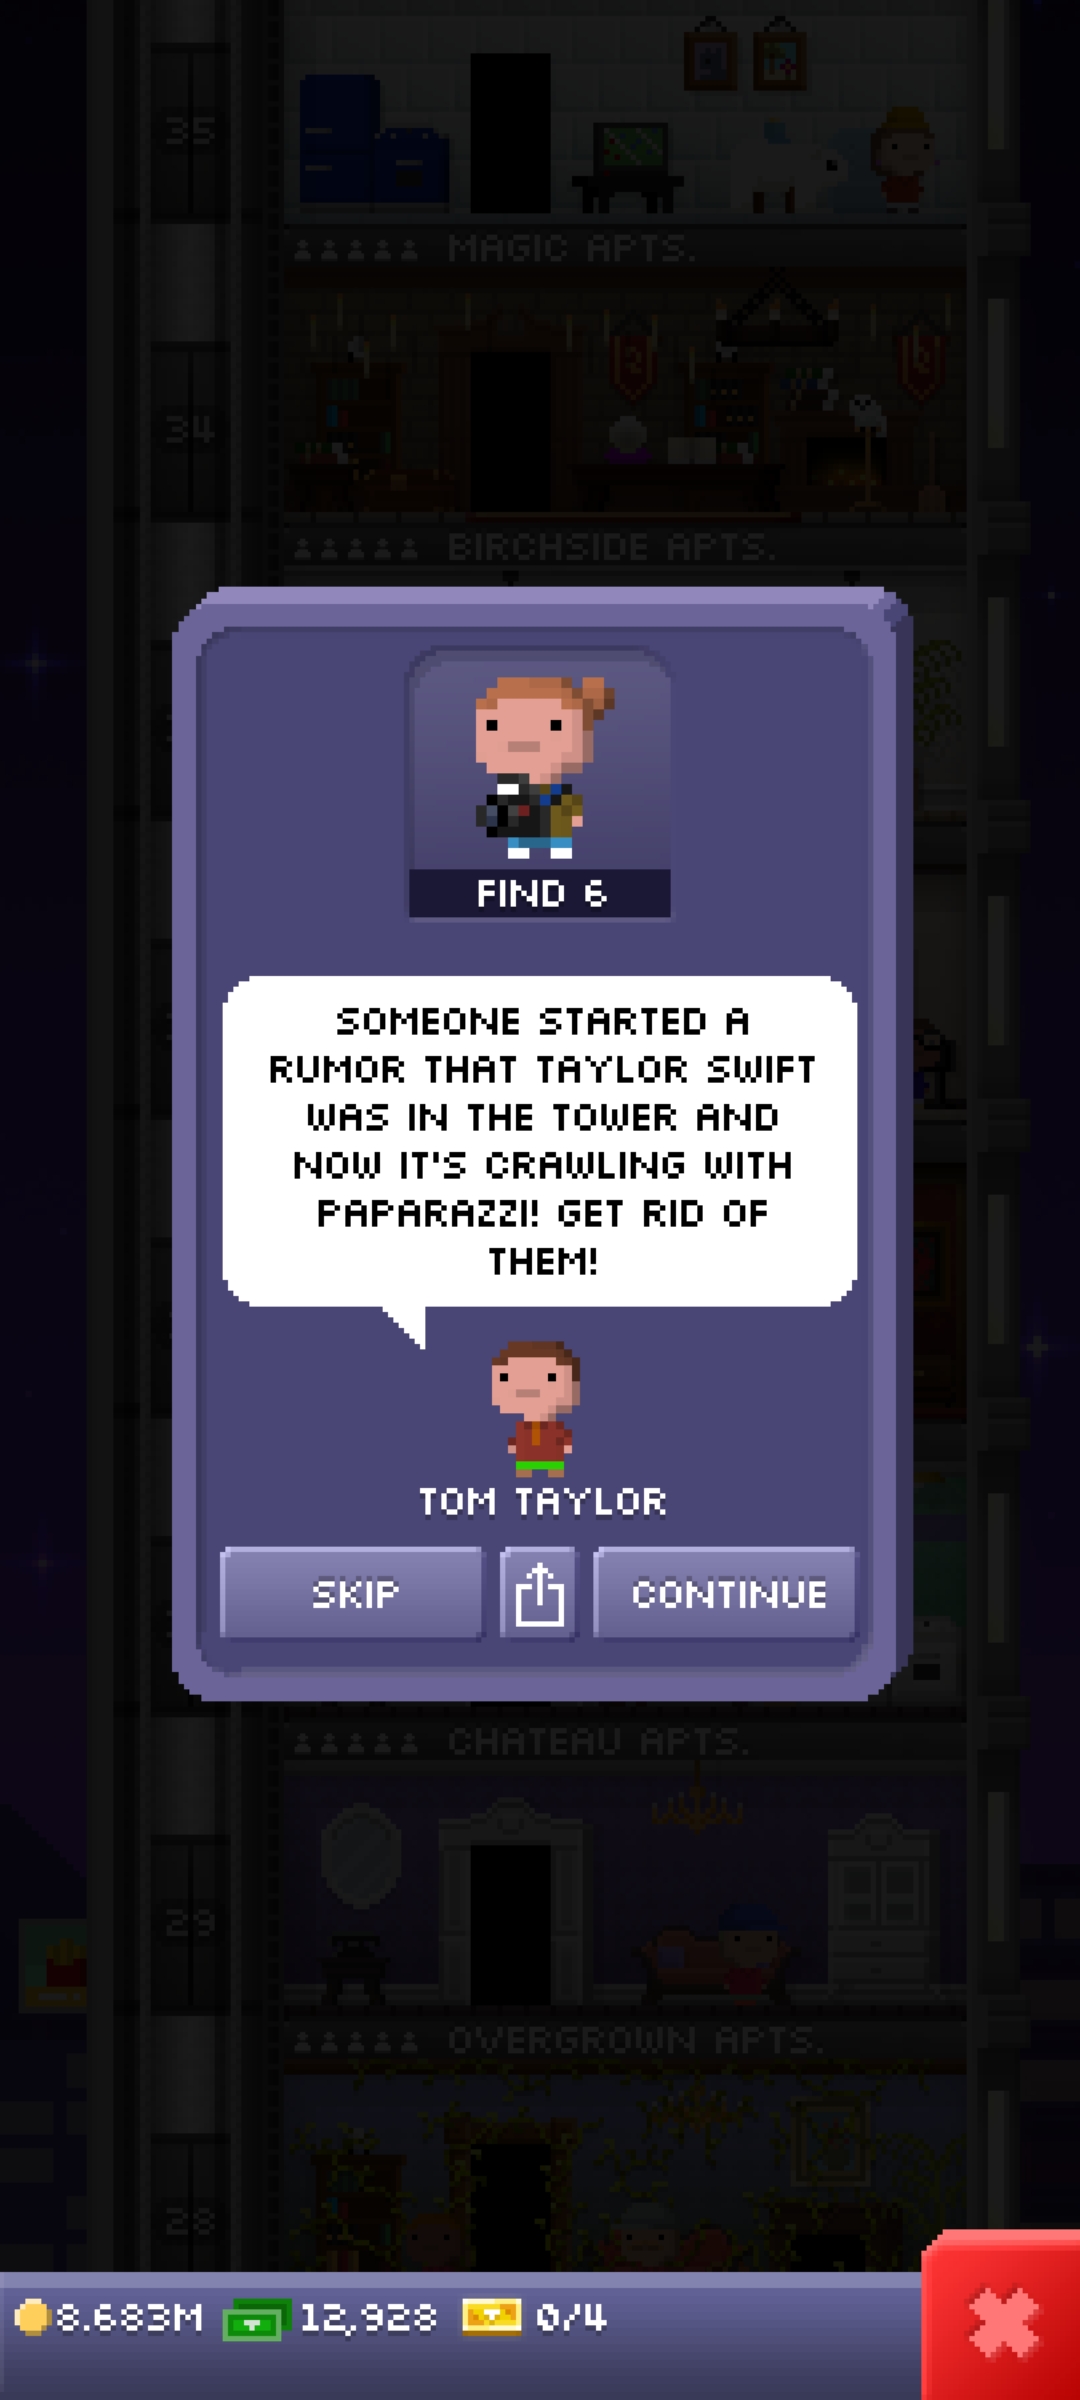 35
MAGIC APTS.
34
BIRCHSIDE APTS.
FIND 6
SOMEONE STARTED A
RUMOR THAT TAYLOR SWIFT
WAS IN THE TOWER AND
NOW IT'S CRAWLING WITH
PAPARAZZI! GET RID OF
THEM!
TOM TAYLOR
SKIP
CONTINUE
CHATEAU APTS.
29
OVERGROWN APTS.
28
8.683M 12,928 0/4